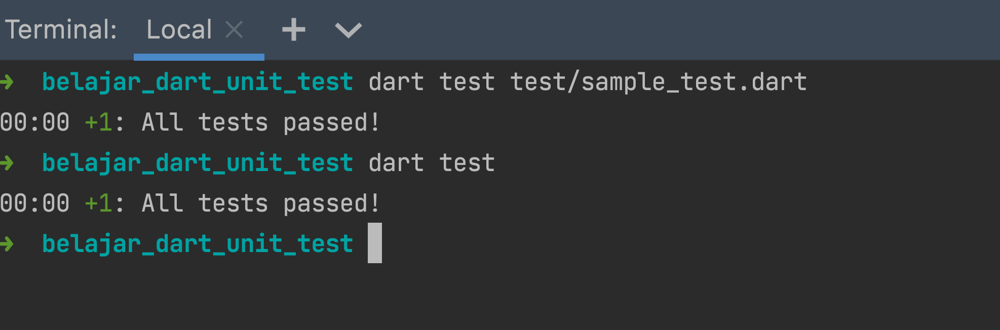 Terminal: Local
➜ belajar_dart_unit_test dart test test/sample_test.dart
00:00 +1: All tests passed!
➜ belajar_dart_unit_test dart test
00:00 +1: All tests passed!
➜ belajar_dart_unit_test